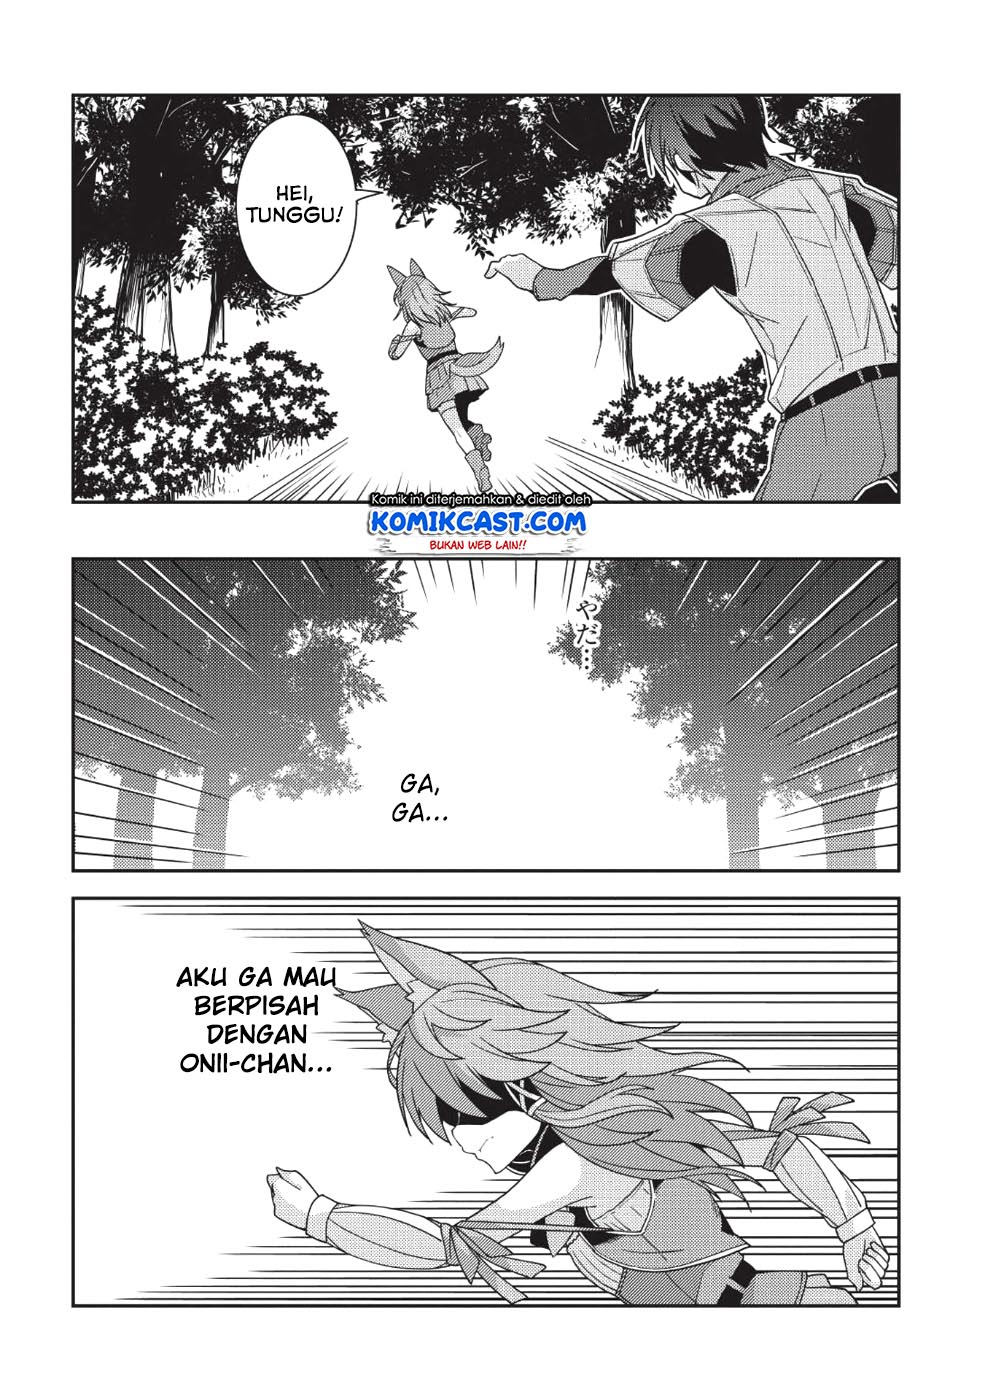 HEI,
TUNGGU!
Komik ini diterjemahkan & diedit oleh
KOMIKCAST.COM
BUKAN WEB LAIN!!
やだ…
GA,
GA...
AKU GA MAU
BERPISAH
DENGAN
ONII-CHAN...